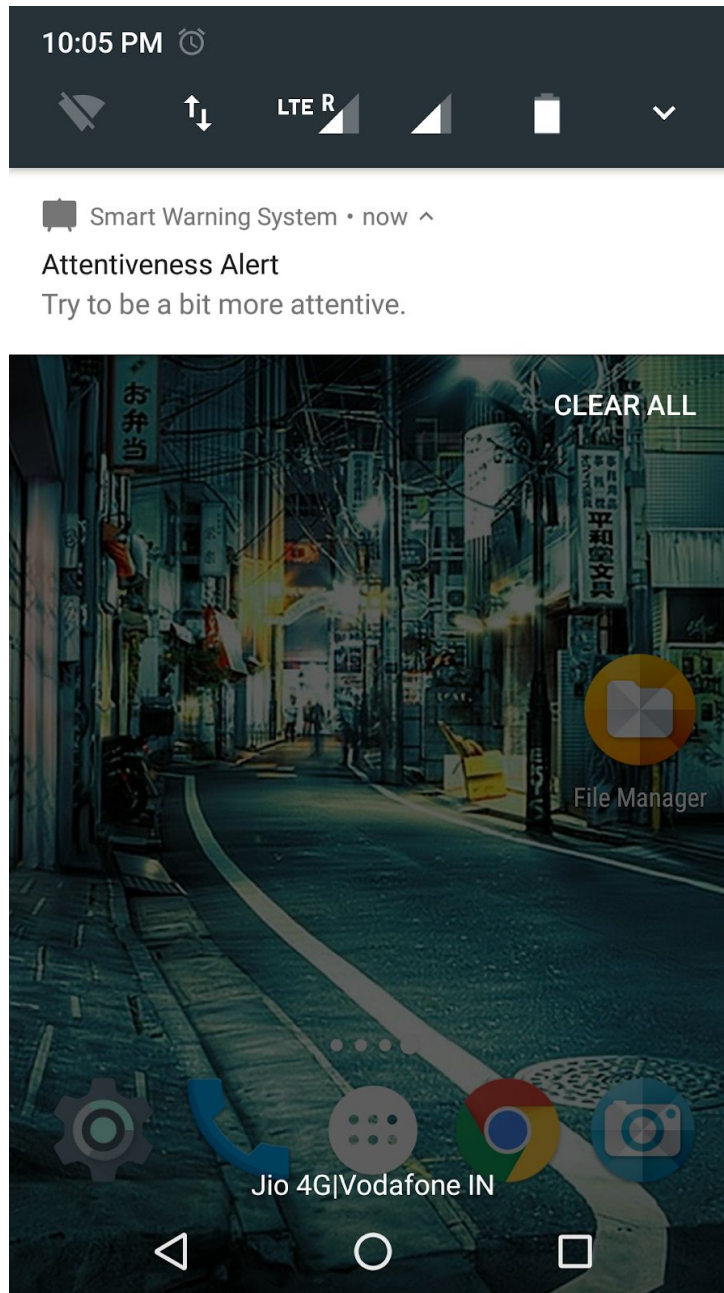 10:05 PM
LTE R
Smart Warning System • now
Attentiveness Alert
Try to be a bit more attentive.
CLEAR ALL
お弁当
平和堂文具
File Manager
Jio 4G|Vodafone IN